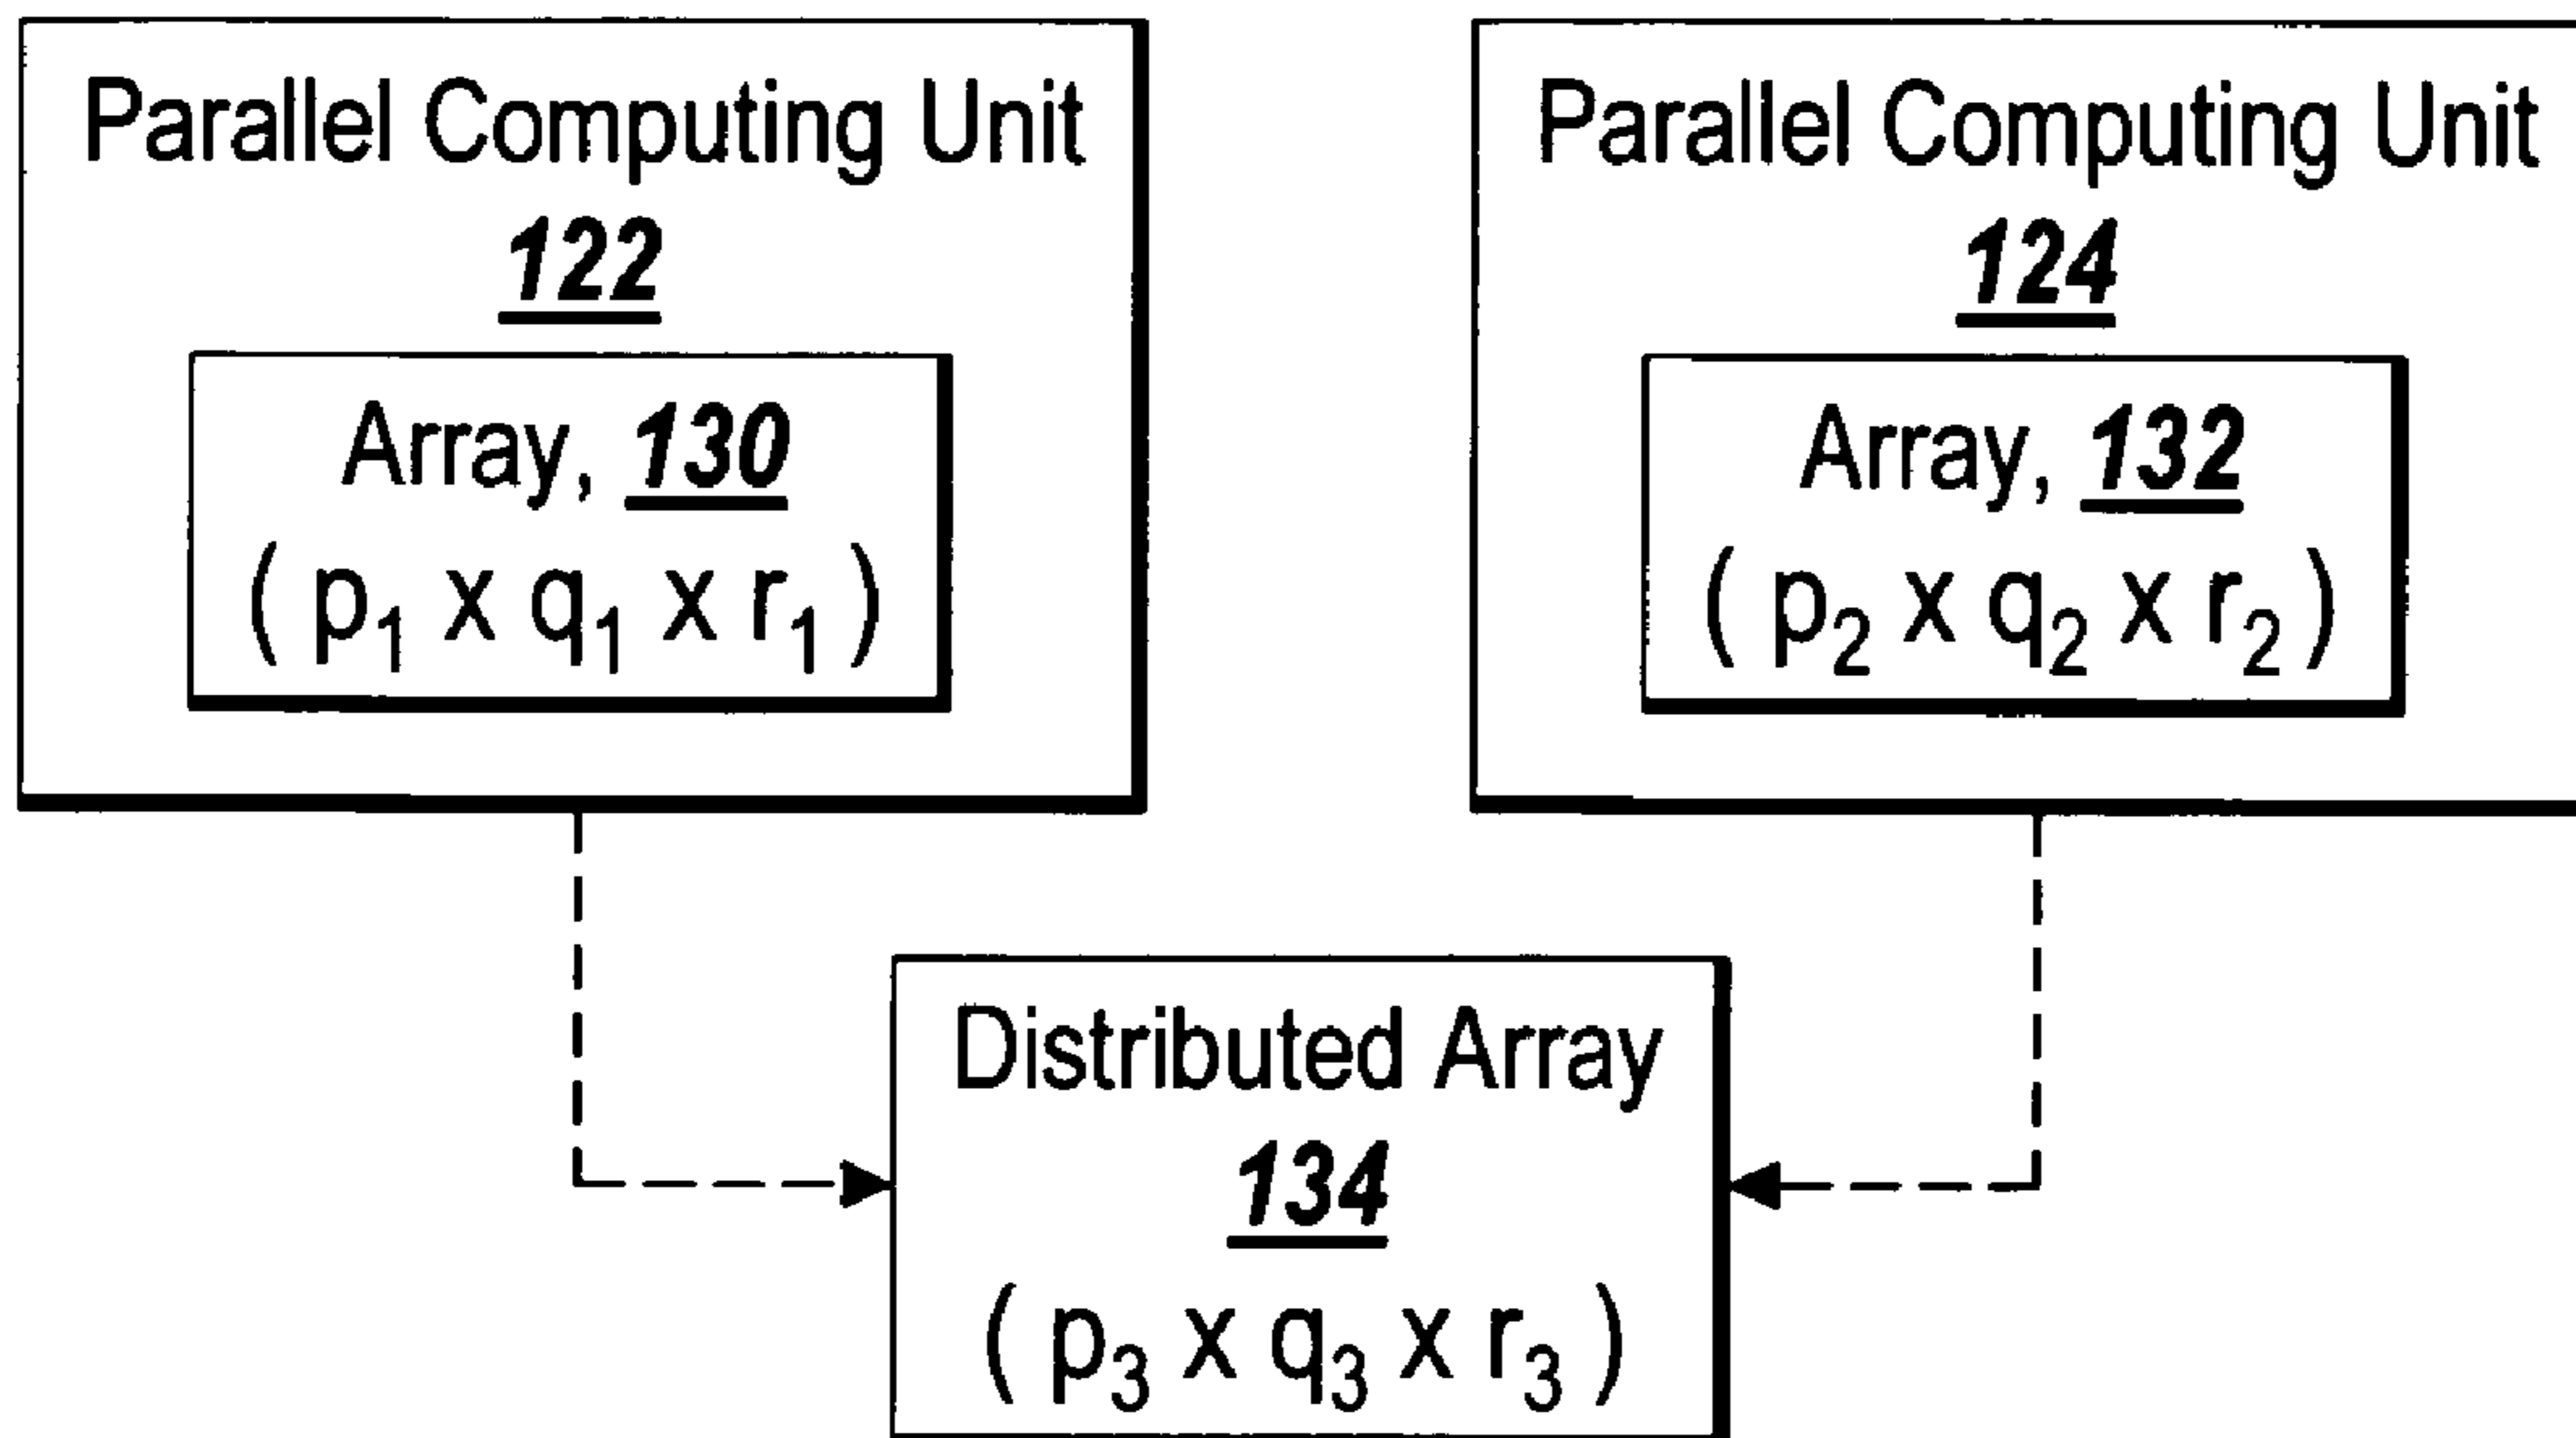 Parallel Computing Unit
122
Array, 130
( p₁ x q₁ x r₁ )
Parallel Computing Unit
124
Array, 132
( p₂ x q₂ x r₂ )
Distributed Array
134
( p₃ x q₃ x r₃ )